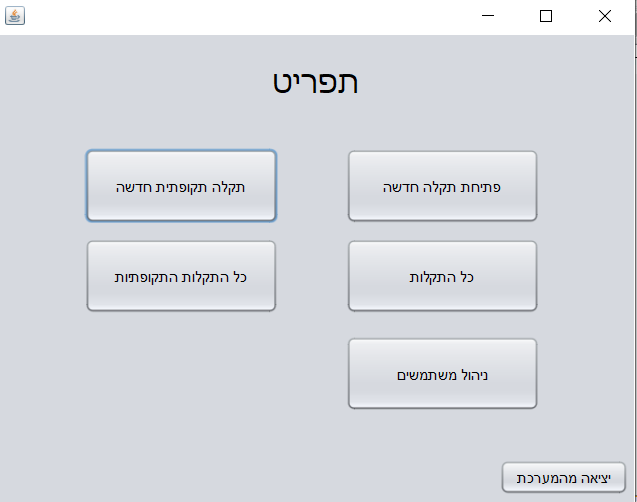 תפריט
פתיחת תקלה חדשה
תקלה תקופתית חדשה
כל התקלות
כל התקלות התקופתיות
ניהול משתמשים
יציאה מהמערכת